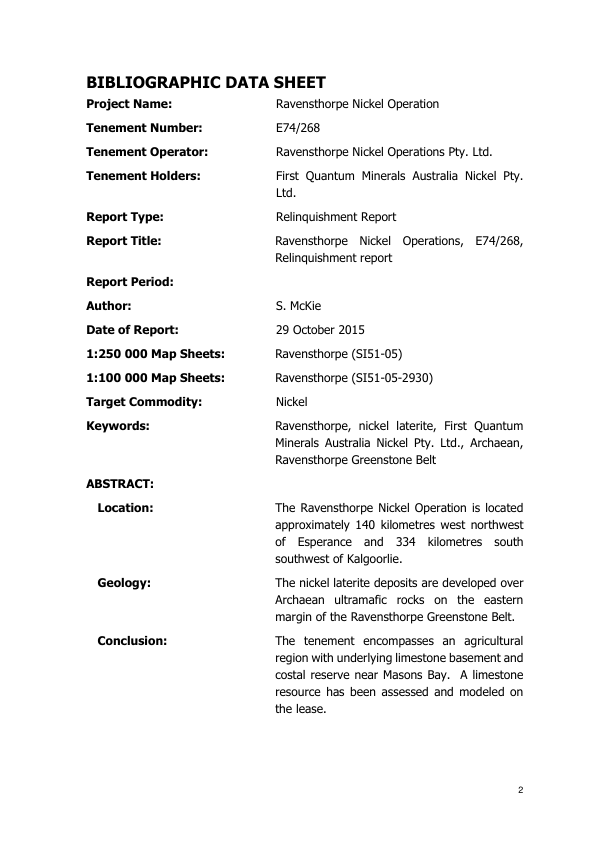 BIBLIOGRAPHIC DATA SHEET
Project Name: Ravensthorpe Nickel Operation
Tenement Number: E74/268
Tenement Operator: Ravensthorpe Nickel Operations Pty. Ltd.
Tenement Holders: First Quantum Minerals Australia Nickel Pty.
Ltd.
Report Type: Relinquishment Report
Report Title: Ravensthorpe Nickel Operations, E74/268,
Relinquishment report
Report Period:
Author: S. McKie
Date of Report: 29 October 2015
1:250 000 Map Sheets: Ravensthorpe (SI51-05)
1:100 000 Map Sheets: Ravensthorpe (SI51-05-2930)
Target Commodity: Nickel
Keywords: Ravensthorpe, nickel laterite, First Quantum
Minerals Australia Nickel Pty. Ltd., Archaean,
Ravensthorpe Greenstone Belt
ABSTRACT:
Location: The Ravensthorpe Nickel Operation is located
approximately 140 kilometres west northwest
of Esperance and 334 kilometres south
southwest of Kalgoorlie.
Geology: The nickel laterite deposits are developed over
Archaean ultramafic rocks on the eastern
margin of the Ravensthorpe Greenstone Belt.
Conclusion: The tenement encompasses an agricultural
region with underlying limestone basement and
costal reserve near Masons Bay. A limestone
resource has been assessed and modeled on
the lease.
2